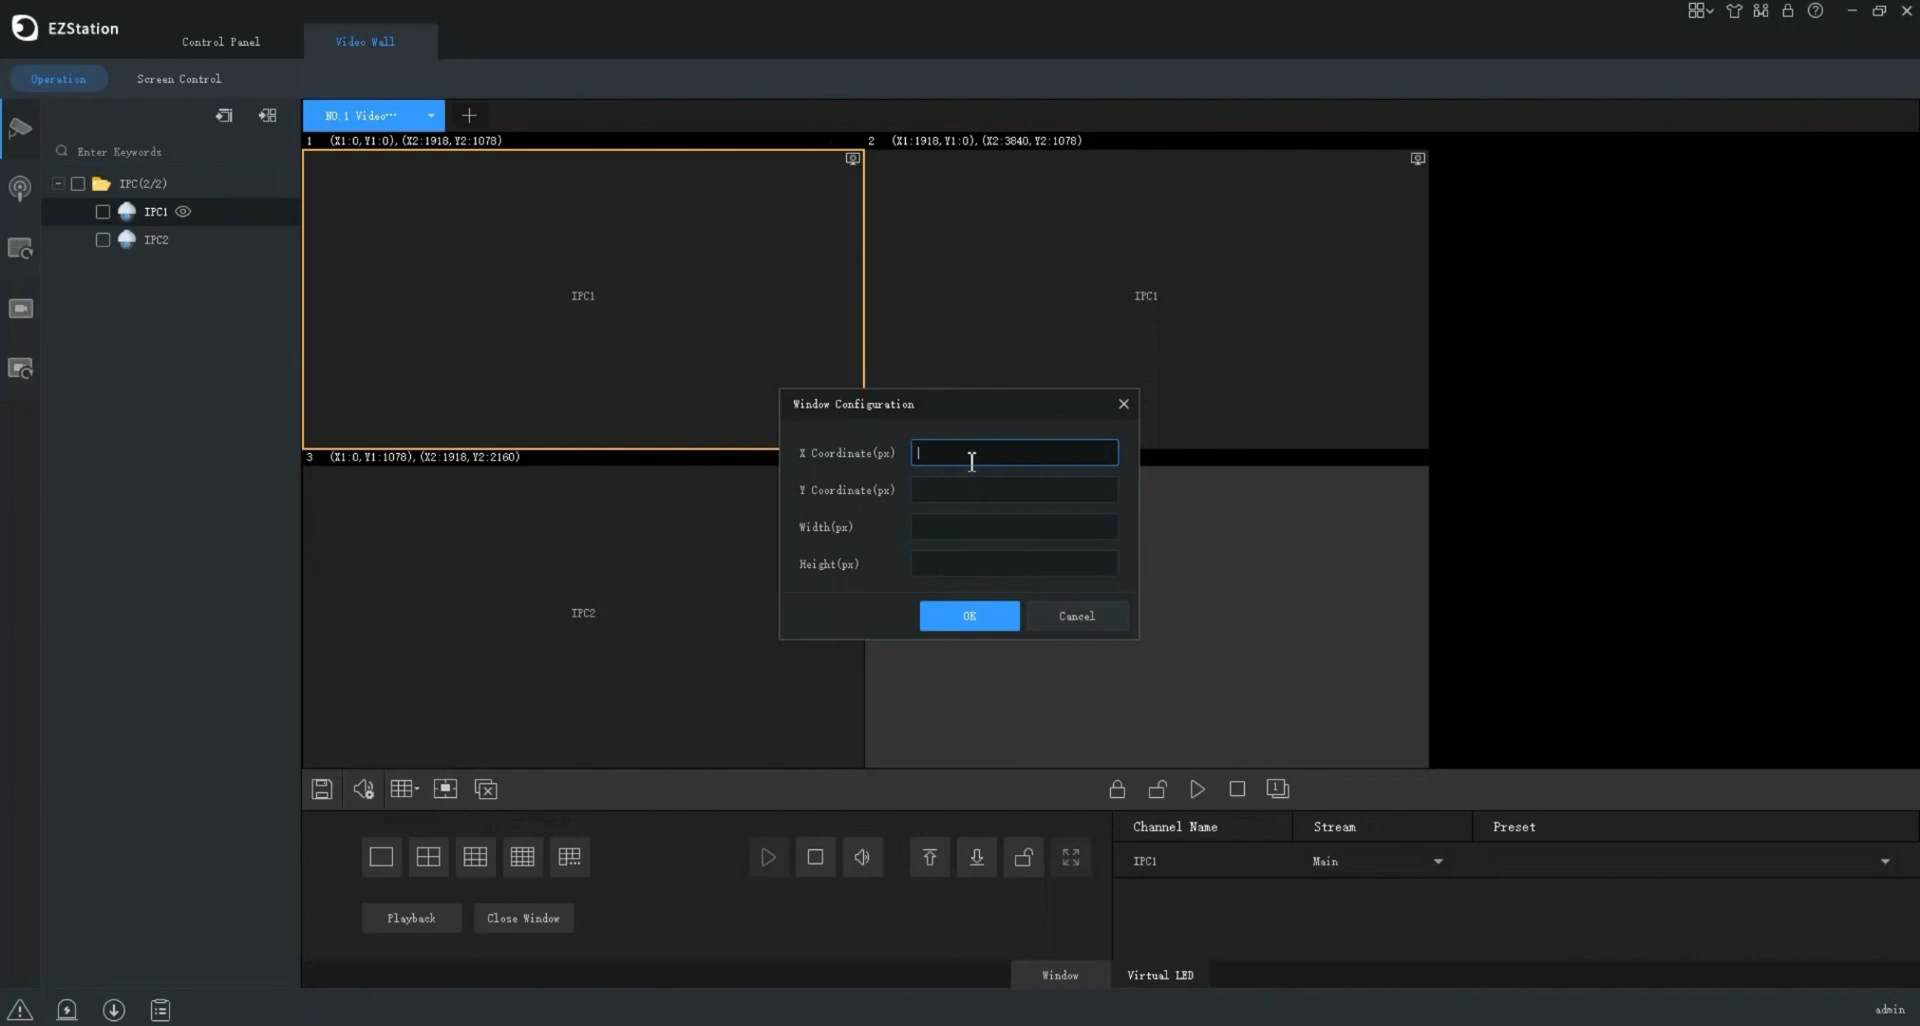 EZStation
Control Panel
Video Wall
Operation
Screen Control
NO.1 Video···
1 (X1:0,Y1:0),(X2:1918,Y2:1078)
2 (X1:1918,Y1:0),(X2:3840,Y2:1078)
Enter Keywords
IPC(2/2)
IPC1
IPC2
IPC1
IPC1
Window Configuration
X Coordinate(px)
Y Coordinate(px)
Width(px)
Height(px)
OK
Cancel
3 (X1:0,Y1:1078),(X2:1918,Y2:2160)
IPC2
1
Channel Name
Stream
Preset
IPC1
Main
Playback
Close Window
Window
Virtual LED
admin